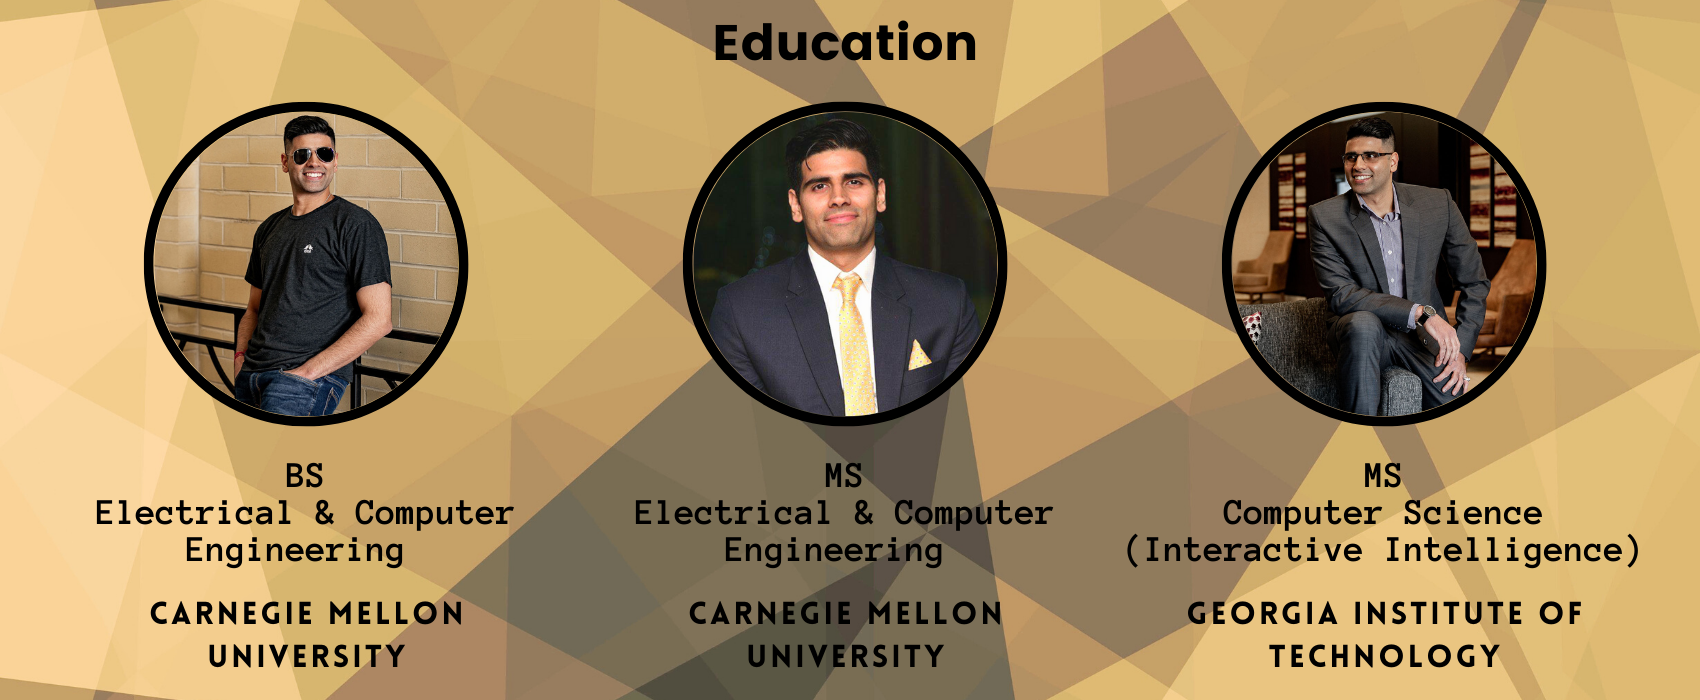 Education
BS
Electrical & Computer
Engineering
CARNEGIE MELLON
UNIVERSITY
MS
Electrical & Computer
Engineering
CARNEGIE MELLON
UNIVERSITY
MS
Computer Science
(Interactive Intelligence)
GEORGIA INSTITUTE OF
TECHNOLOGY